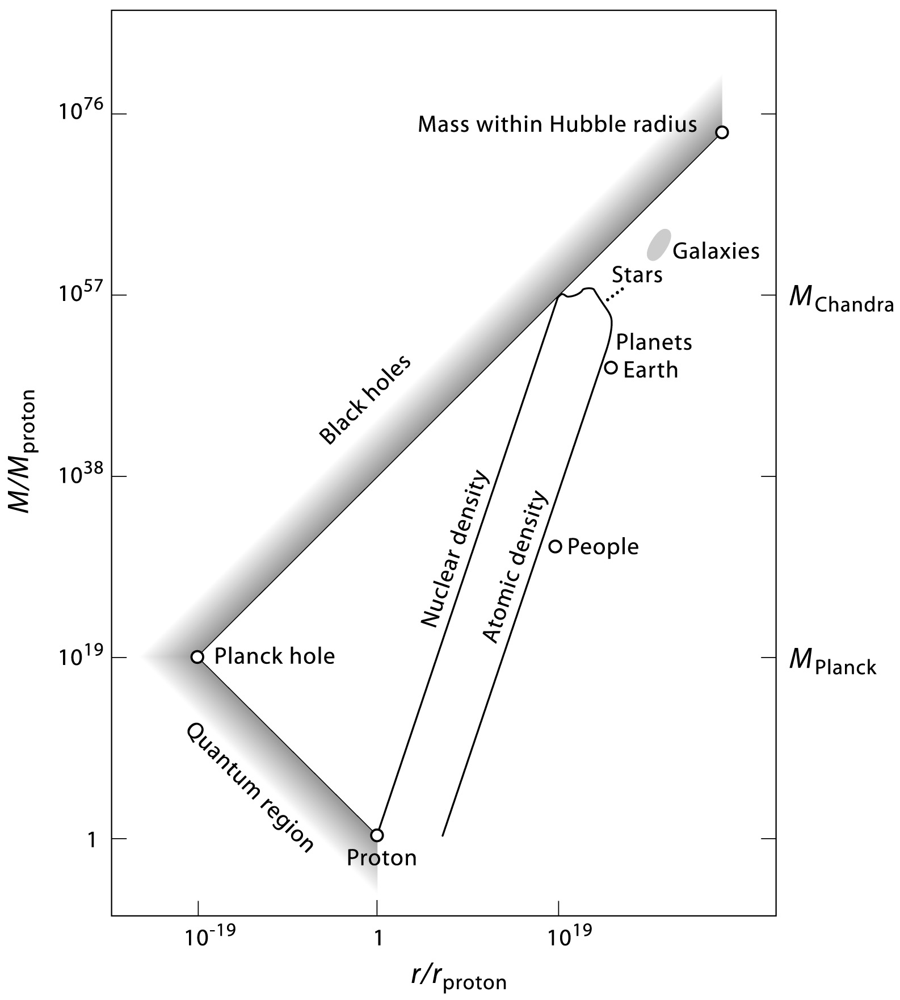 10^76
Mass within Hubble radius
Galaxies
Stars
10^57
M_Chandra
Planets
Earth
Black holes
M/M_proton
10^38
Nuclear density
Atomic density
People
10^19
Planck hole
M_Planck
Quantum region
1
Proton
10^-19
1
10^19
r/r_proton